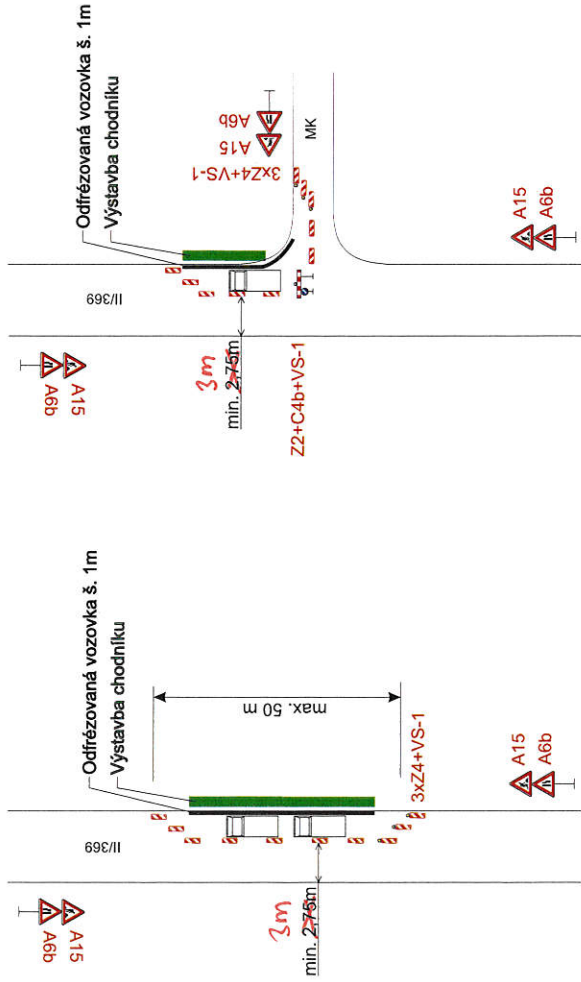 Odfrézovaná vozovka š. 1m
Výstavba chodníku
II/369
A6b
A15
3m
min. 2,75m
max. 50 m
3xZ4+VS-1
A15
A6b
Odfrézovaná vozovka š. 1m
Výstavba chodníku
II/369
A6b
A15
3m
min. 2,75m
Z2+C4b+VS-1
3xZ4+VS-1
A15
A6b
MK
A15
A6b